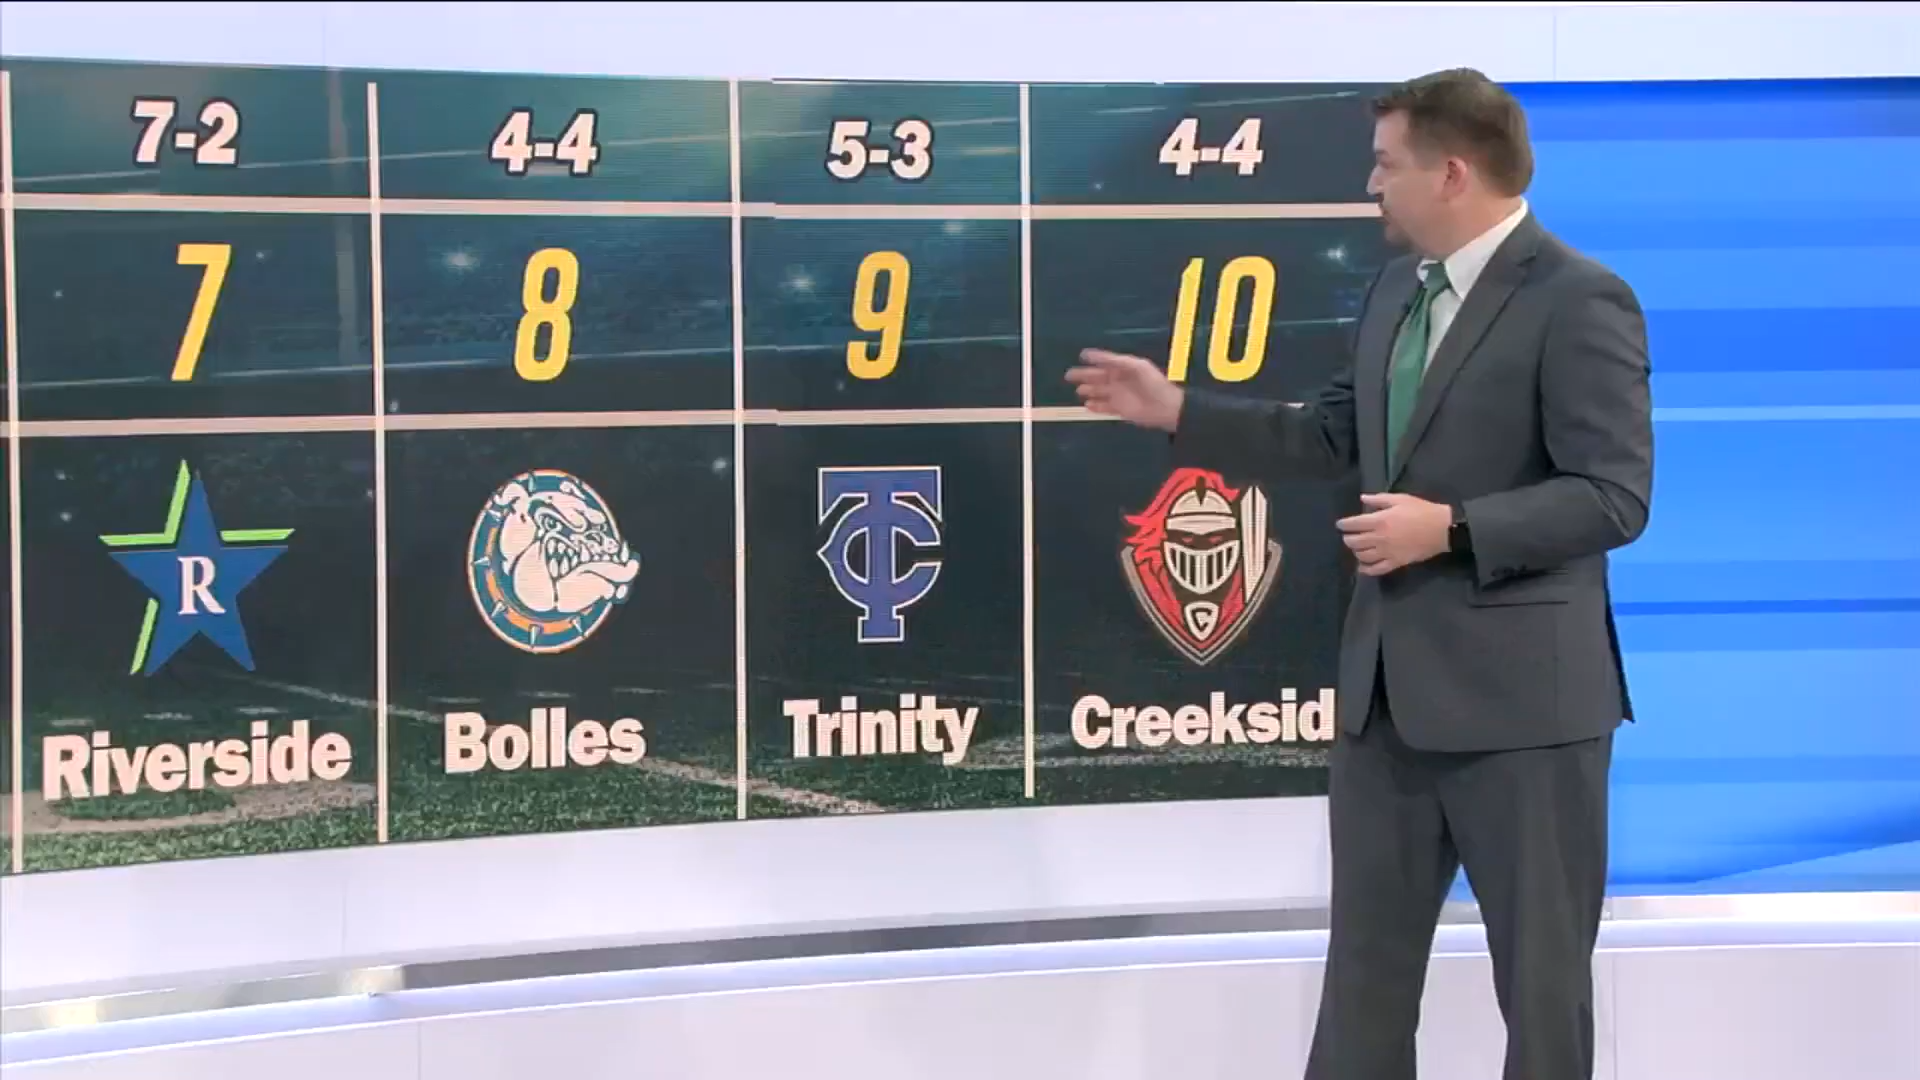 7-2
4-4
5-3
4-4
7
8
9
10
R
TC
C
Riverside
Bolles
Trinity
Creeksid